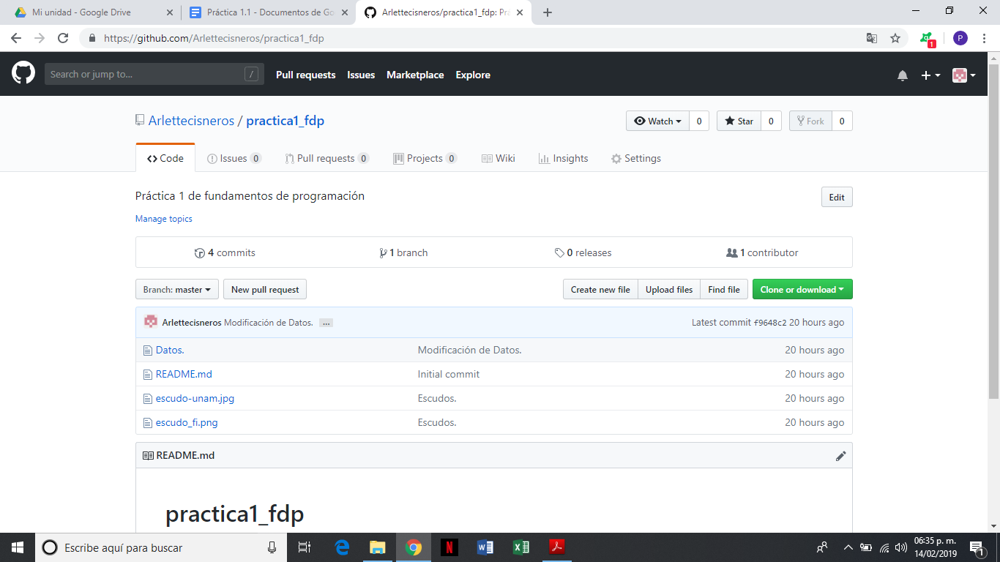 Mi unidad - Google Drive
Práctica 1.1 - Documentos de Go
Arlettecisneros/practica1_fdp: Prá
https://github.com/Arlettecisneros/practica1_fdp
1
P
Search or jump to...
/
Pull requests
Issues
Marketplace
Explore
Arlettecisneros / practica1_fdp
Watch 0
Star 0
Fork 0
Code
Issues 0
Pull requests 0
Projects 0
Wiki
Insights
Settings
Práctica 1 de fundamentos de programación
Edit
Manage topics
4 commits
1 branch
0 releases
1 contributor
Branch: master
New pull request
Create new file
Upload files
Find file
Clone or download
Arlettecisneros Modificación de Datos. ...
Latest commit f9648c2 20 hours ago
Datos. Modificación de Datos. 20 hours ago
README.md Initial commit 20 hours ago
escudo-unam.jpg Escudos. 20 hours ago
escudo_fi.png Escudos. 20 hours ago
README.md
practica1_fdp
Escribe aquí para buscar
06:35 p. m.
14/02/2019
1